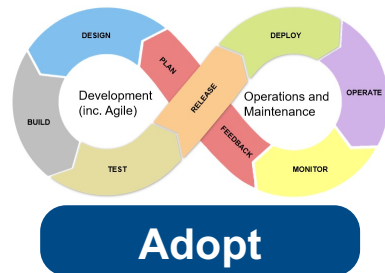 DESIGN
DEPLOY
PLAN
Development
(inc. Agile)
RELEASE
Operations and
Maintenance
OPERATE
BUILD
TEST
FEEDBACK
MONITOR
Adopt